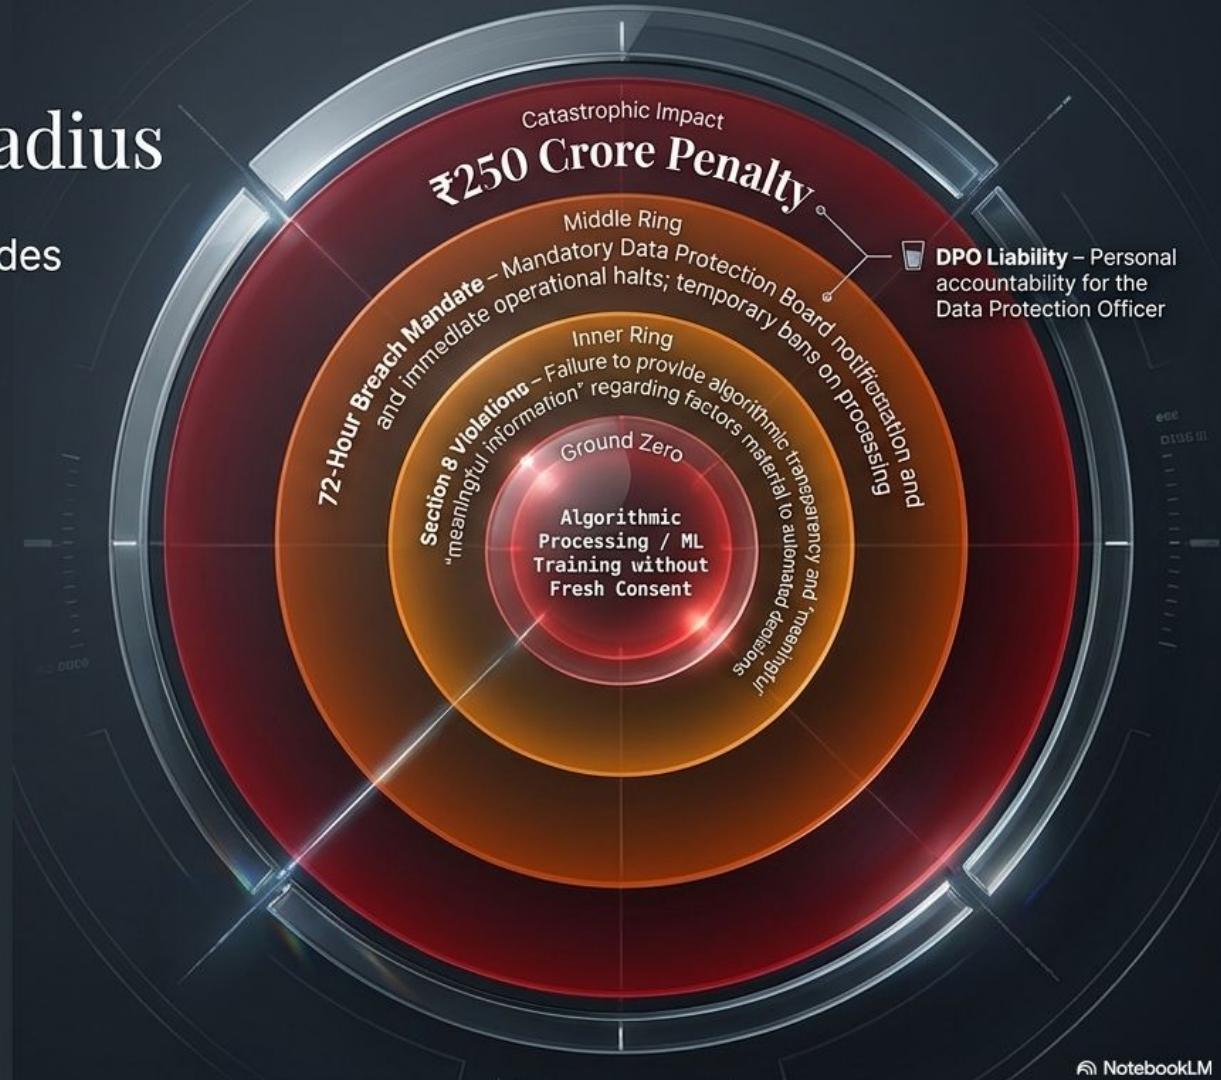 adius
des
Catastrophic Impact
₹250 Crore Penalty
DPO Liability – Personal
accountability for the
Data Protection Officer
Middle Ring
72-Hour Breach Mandate – Mandatory Data Protection Board notification and
and immediate operational halts; temporary bans on processing
Inner Ring
Section 8 Violations – Failure to provide algorithmic transparency and "meaningful
"meaningful information" regarding factors material to automated decisions
Ground Zero
Algorithmic
Processing / ML
Training without
Fresh Consent
NotebookLM